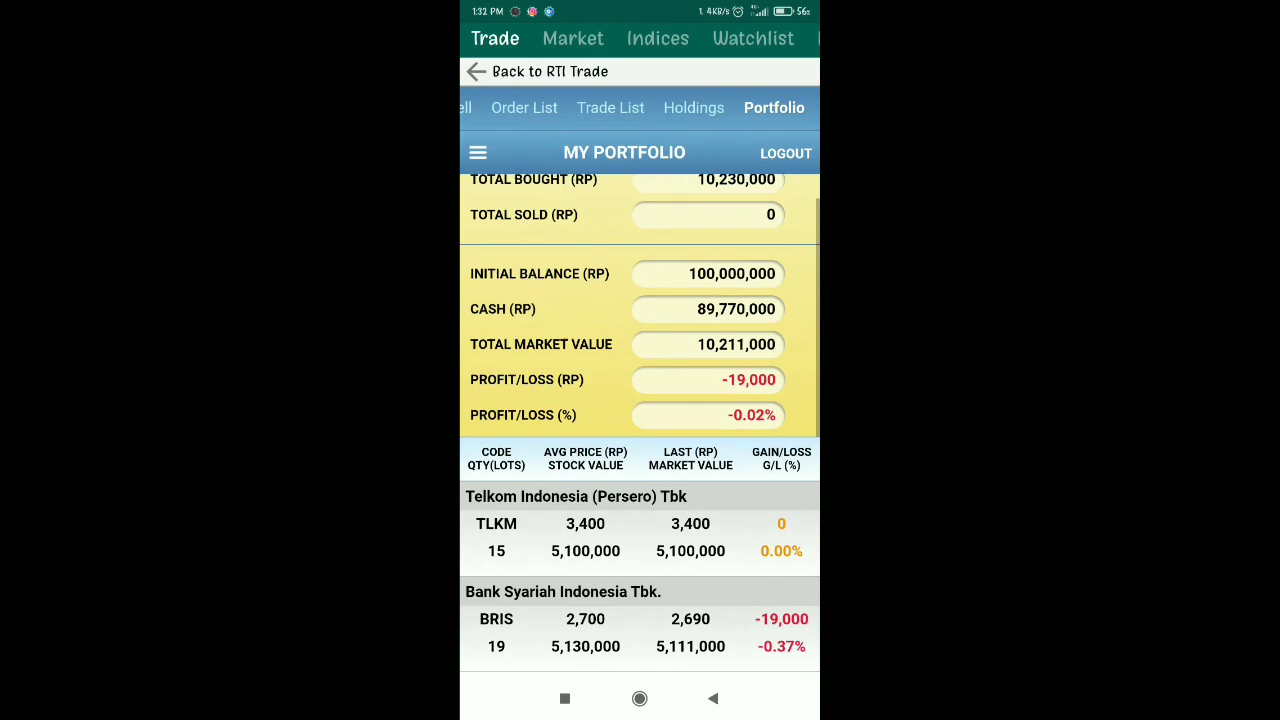 1:32 PM 1. 4KB/s 56%
Trade Market Indices Watchlist
Back to RTI Trade
ell Order List Trade List Holdings Portfolio
MY PORTFOLIO LOGOUT
TOTAL BOUGHT (RP) 10,230,000
TOTAL SOLD (RP) 0
INITIAL BALANCE (RP) 100,000,000
CASH (RP) 89,770,000
TOTAL MARKET VALUE 10,211,000
PROFIT/LOSS (RP) -19,000
PROFIT/LOSS (%) -0.02%
CODE AVG PRICE (RP) LAST (RP) GAIN/LOSS
QTY(LOTS) STOCK VALUE MARKET VALUE G/L (%)
Telkom Indonesia (Persero) Tbk
TLKM 3,400 3,400 0
15 5,100,000 5,100,000 0.00%
Bank Syariah Indonesia Tbk.
BRIS 2,700 2,690 -19,000
19 5,130,000 5,111,000 -0.37%